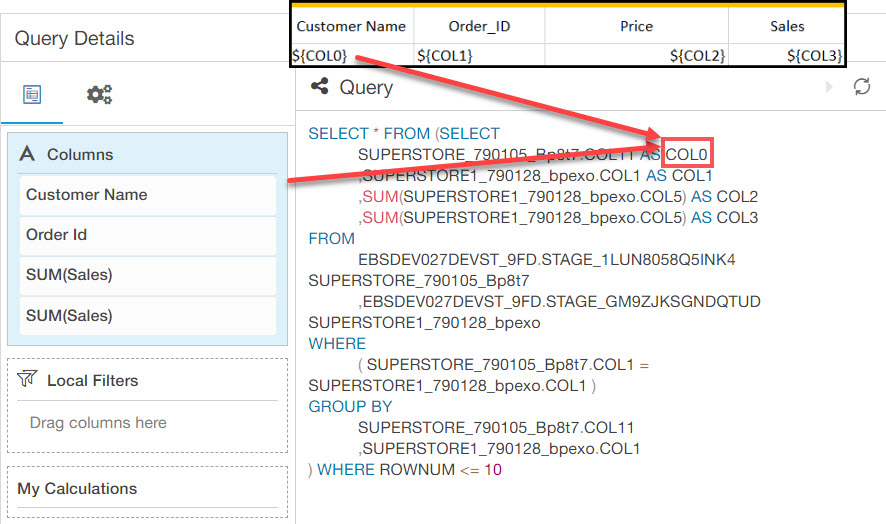 Customer Name Order_ID Price Sales
${COL0} ${COL1} ${COL2} ${COL3}
Query Details
Columns
Customer Name
Order Id
SUM(Sales)
SUM(Sales)
Local Filters
Drag columns here
My Calculations
Query
SELECT * FROM (SELECT
SUPERSTORE_790105_Bp8t7.COL11 AS COL0
,SUPERSTORE1_790128_bpexo.COL1 AS COL1
,SUM(SUPERSTORE1_790128_bpexo.COL5) AS COL2
,SUM(SUPERSTORE1_790128_bpexo.COL5) AS COL3
FROM
EBSDEV027DEVST_9FD.STAGE_1LUN8058Q5INK4
SUPERSTORE_790105_Bp8t7
,EBSDEV027DEVST_9FD.STAGE_GM9ZJKSGNDQTUD
SUPERSTORE1_790128_bpexo
WHERE
( SUPERSTORE_790105_Bp8t7.COL1 =
SUPERSTORE1_790128_bpexo.COL1 )
GROUP BY
SUPERSTORE_790105_Bp8t7.COL11
,SUPERSTORE1_790128_bpexo.COL1
) WHERE ROWNUM <= 10